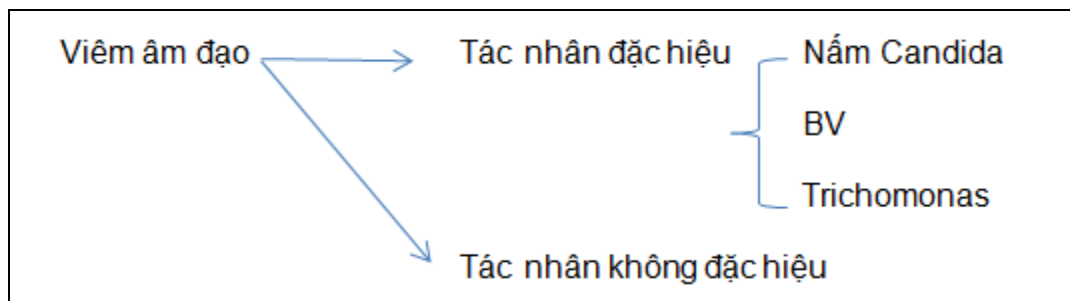 Viêm âm đạo Tác nhân đặc hiệu Nấm Candida
BV
Trichomonas
Tác nhân không đặc hiệu